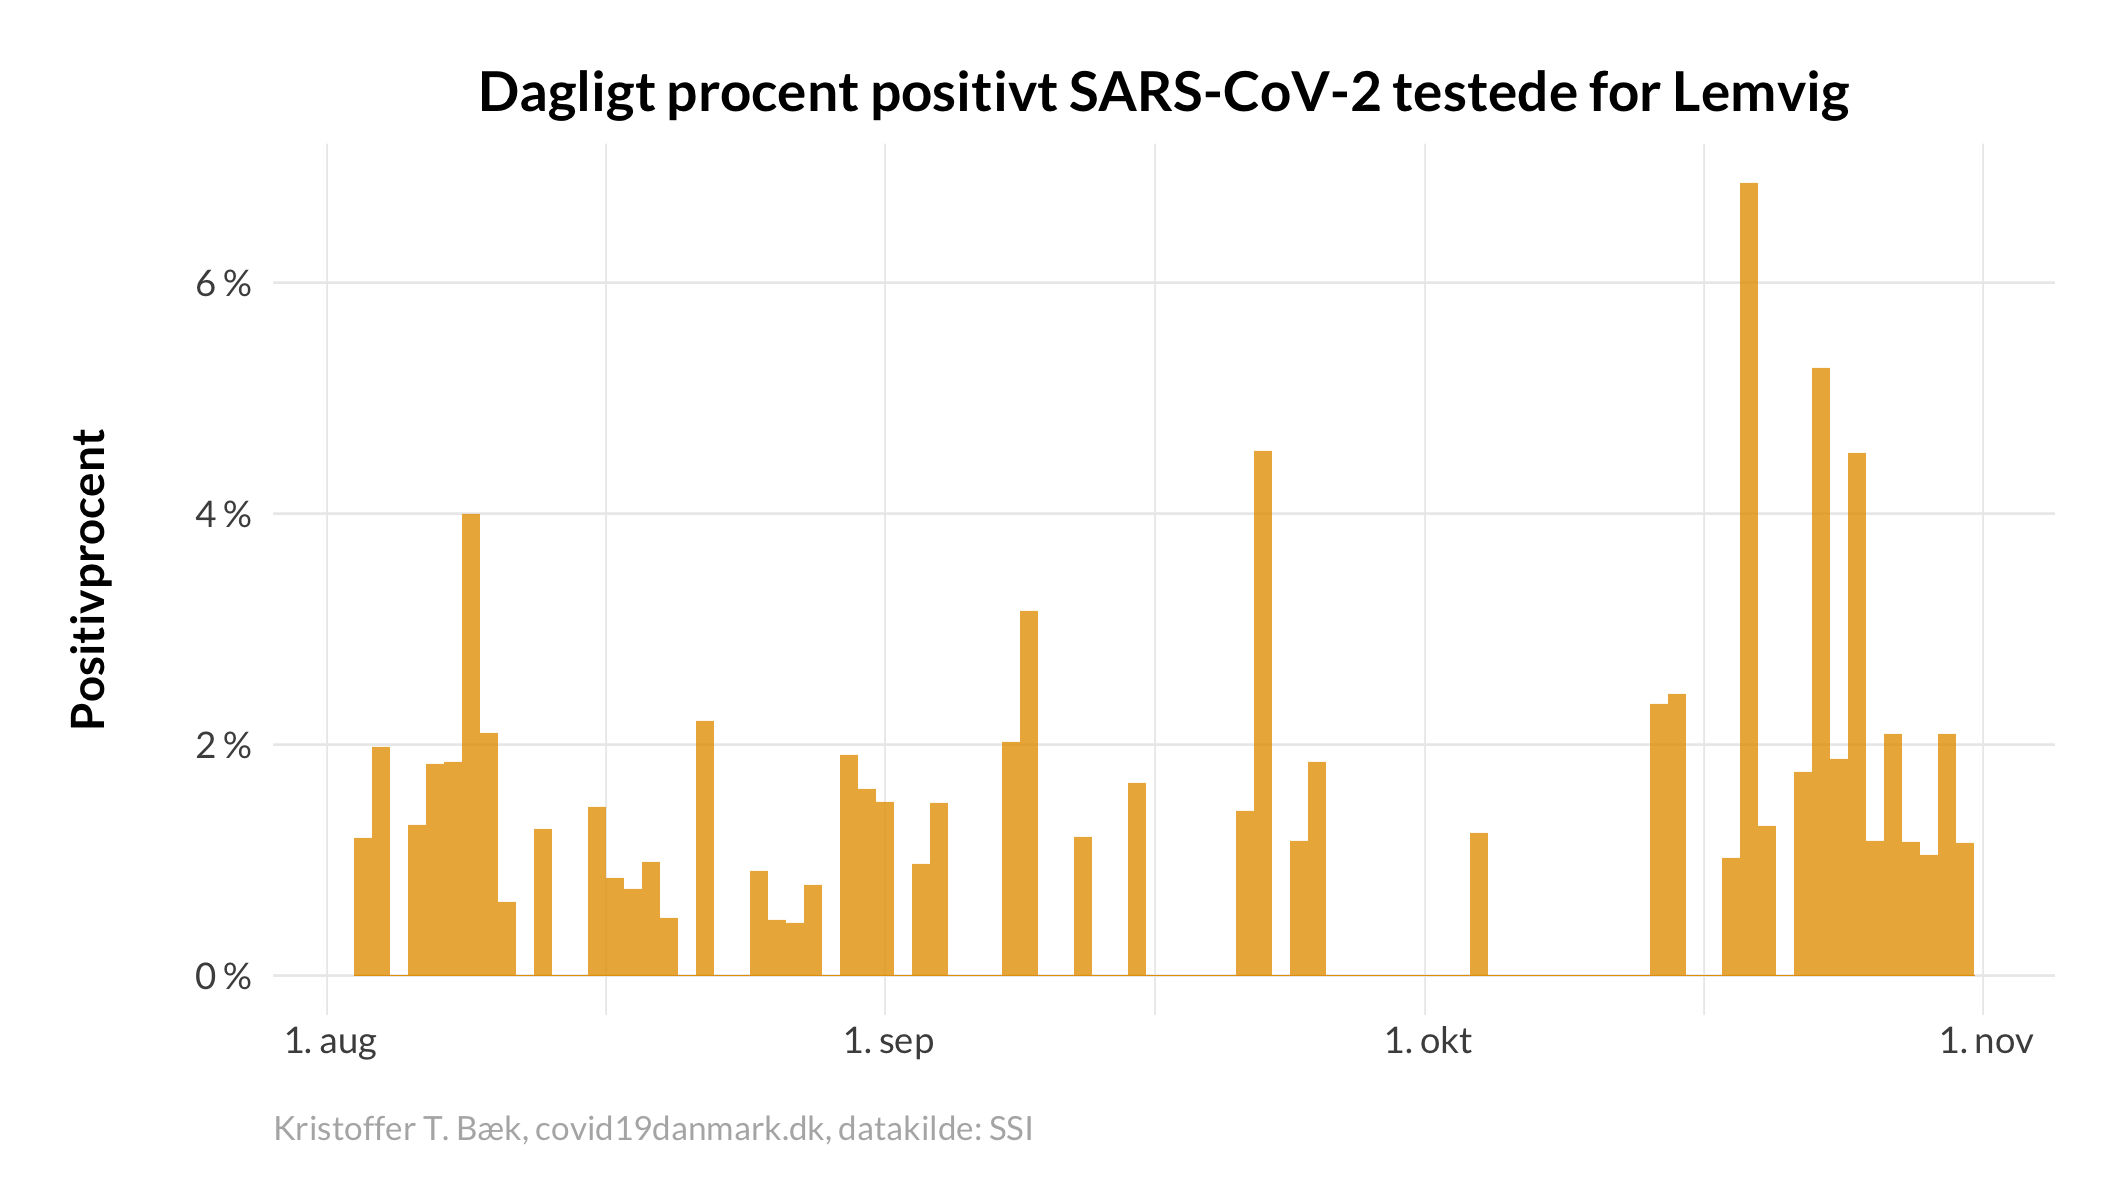 Dagligt procent positivt SARS-CoV-2 testede for Lemvig
Positivprocent
6 %
4 %
2 %
0 %
1. aug
1. sep
1. okt
1. nov
Kristoffer T. Bæk, covid19danmark.dk, datakilde: SSI